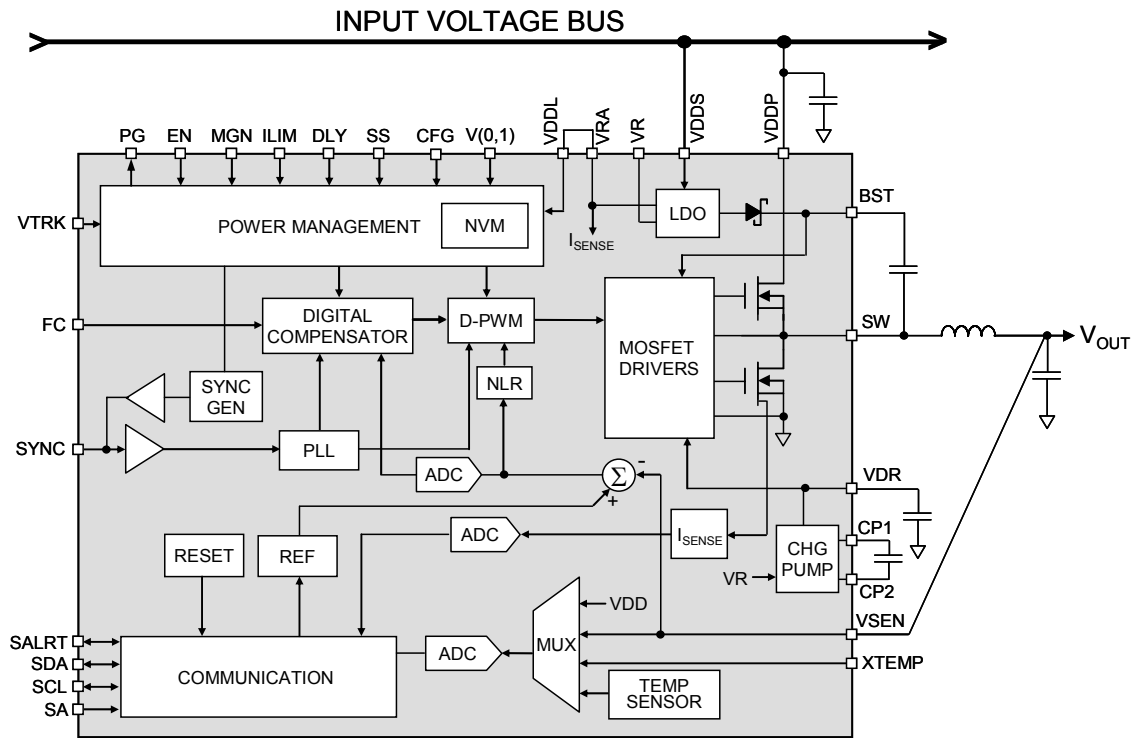 INPUT VOLTAGE BUS
VDDL
VRA
VR
VDDS
VDDP
PG EN MGN ILIM DLY SS CFG V(0,1)
BST
VTRK
POWER MANAGEMENT
NVM
LDO
ISENSE
FC
DIGITAL
COMPENSATOR
D-PWM
MOSFET
DRIVERS
SW
VOUT
SYNC
GEN
NLR
SYNC
PLL
ADC
Σ
-
+
VDR
RESET
REF
ADC
ISENSE
CHG
PUMP
VR
CP1
CP2
VDD
VSEN
SALRT
SDA
SCL
SA
COMMUNICATION
ADC
MUX
XTEMP
TEMP
SENSOR